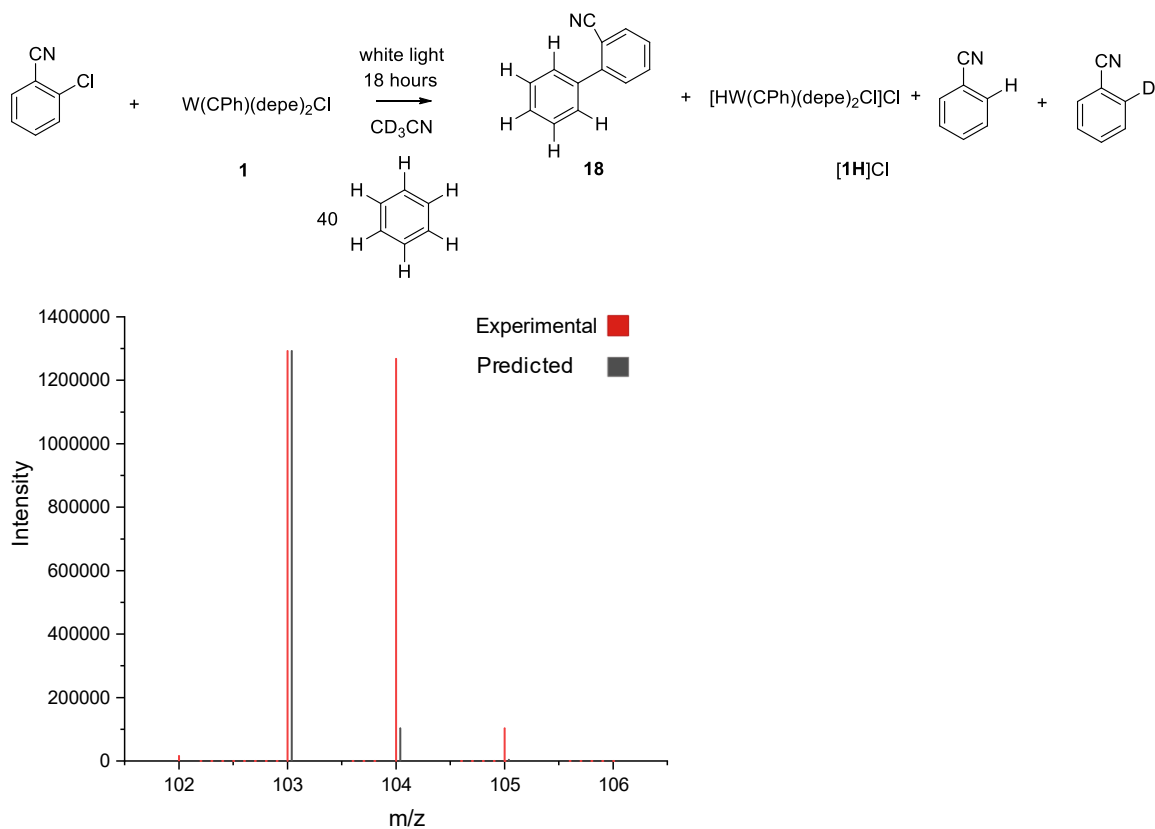 CN
Cl
+
W(CPh)(depe)₂Cl
1
white light
18 hours
CD₃CN
40
H
H
H
H
H
H
NC
H
H
H
H
H
18
+
[HW(CPh)(depe)₂Cl]Cl
[1H]Cl
+
CN
H
+
CN
D
Experimental
Predicted
1400000
1200000
1000000
800000
600000
400000
200000
0
Intensity
102 103 104 105 106
m/z